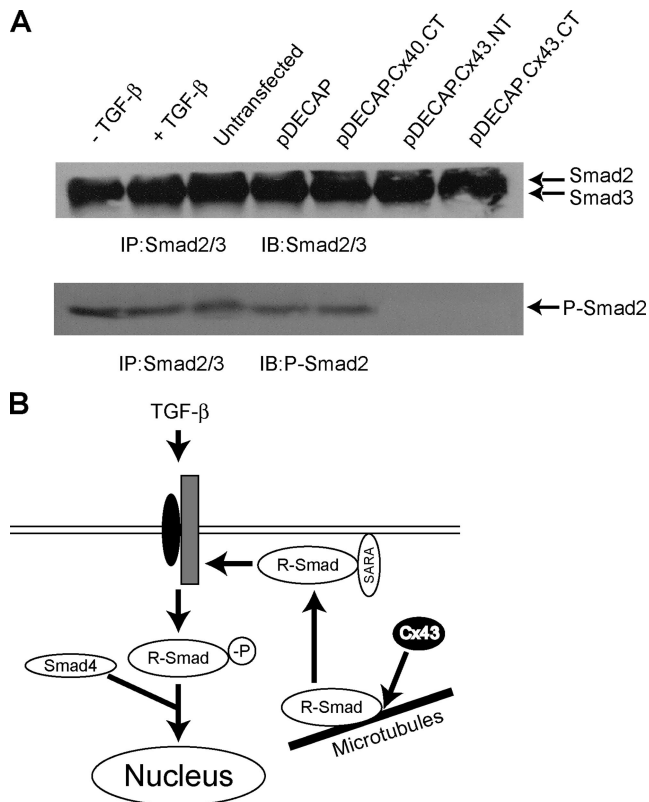 A
- TGF-β
+ TGF-β
Untransfected
pDECAP
pDECAP.Cx40.CT
pDECAP.Cx43.NT
pDECAP.Cx43.CT
Smad2
Smad3
IP:Smad2/3 IB:Smad2/3
P-Smad2
IP:Smad2/3 IB:P-Smad2
B
TGF-β
R-Smad
SARA
Cx43
R-Smad
-P
Smad4
R-Smad
Microtubules
Nucleus